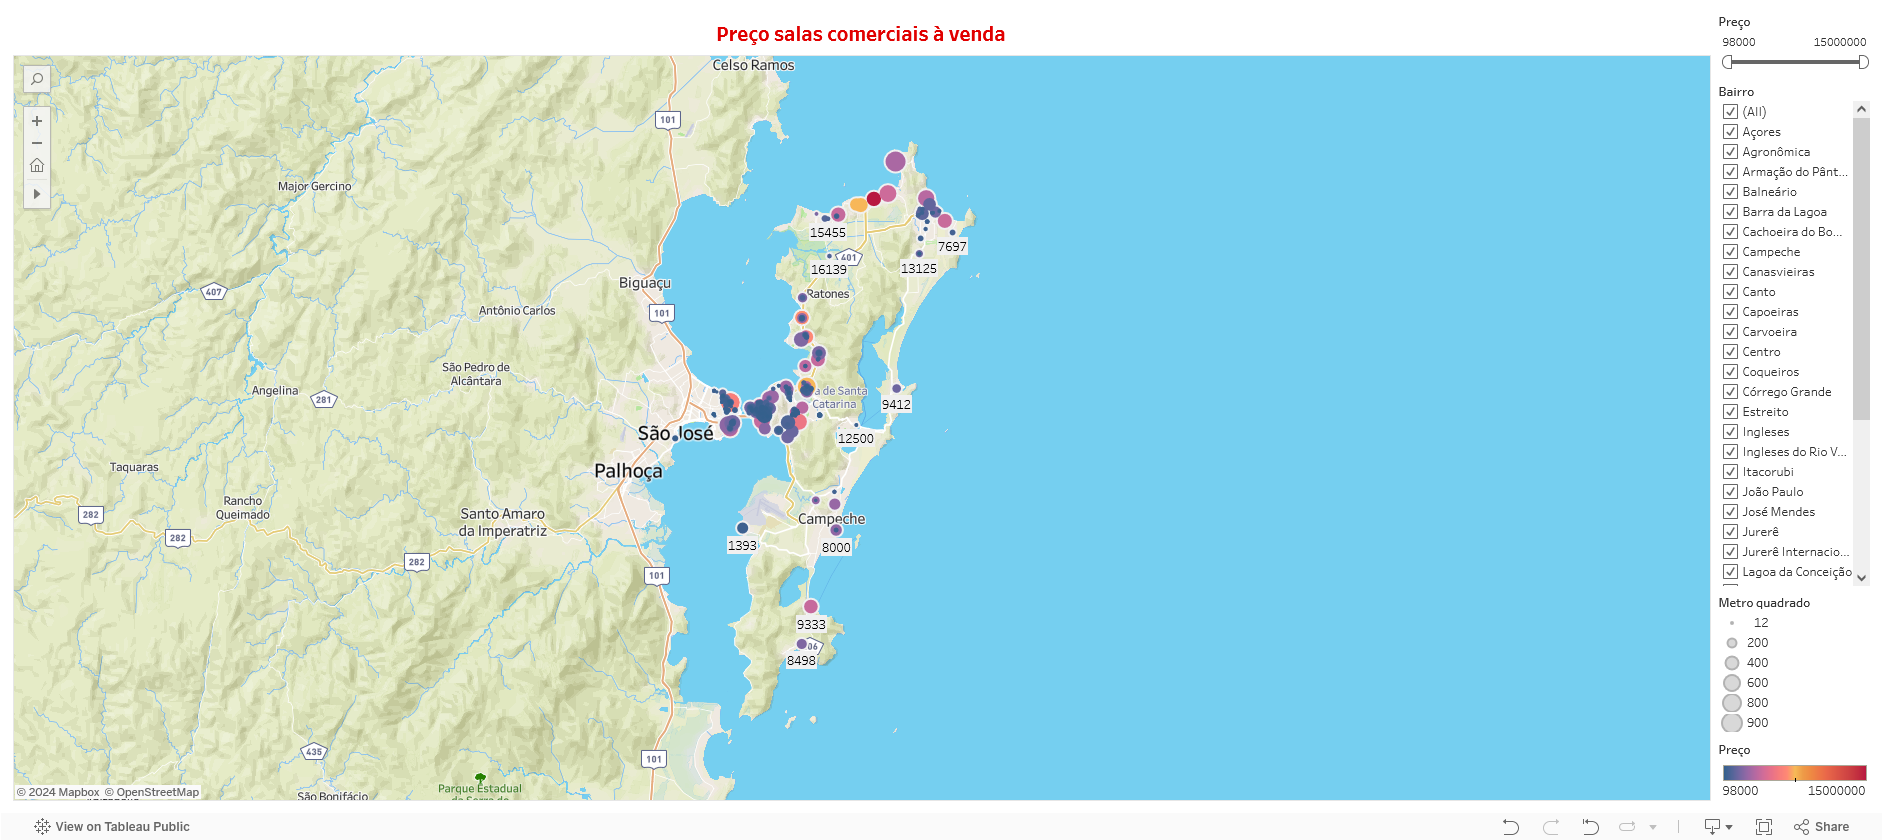 Preço salas comerciais à venda
Celso Ramos
101
Major Gercino
15455
7697
401
16139
13125
Biguaçu
407
Ratones
Antônio Carlos
101
São Pedro de
Alcântara
Angelina
281
a de Santa
Catarina
9412
São José
12500
Taquaras
Palhoça
Rancho
Queimado
282
Santo Amaro
da Imperatriz
Campeche
282
1393
8000
282
101
9333
06
8498
435
101
Parque Estadual
São Bonifácio
© 2024 Mapbox © OpenStreetMap
Preço
98000 15000000
Bairro
(All)
Açores
Agronômica
Armação do Pânt...
Balneário
Barra da Lagoa
Cachoeira do Bo...
Campeche
Canasvieiras
Canto
Capoeiras
Carvoeira
Centro
Coqueiros
Córrego Grande
Estreito
Ingleses
Ingleses do Rio V...
Itacorubi
João Paulo
José Mendes
Jurerê
Jurerê Internacio...
Lagoa da Conceição
Metro quadrado
12
200
400
600
800
900
Preço
98000 15000000
View on Tableau Public
Share